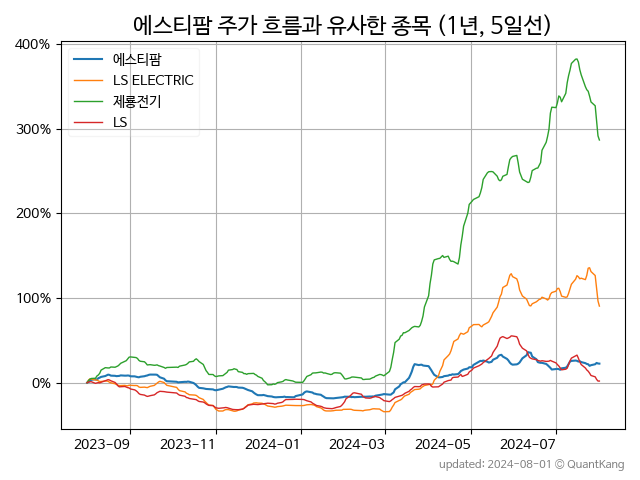 에스티팜 주가 흐름과 유사한 종목 (1년, 5일선)
400%
300%
200%
100%
0%
에스티팜
LS ELECTRIC
제룡전기
LS
2023-09
2023-11
2024-01
2024-03
2024-05
2024-07
updated: 2024-08-01 © QuantKang